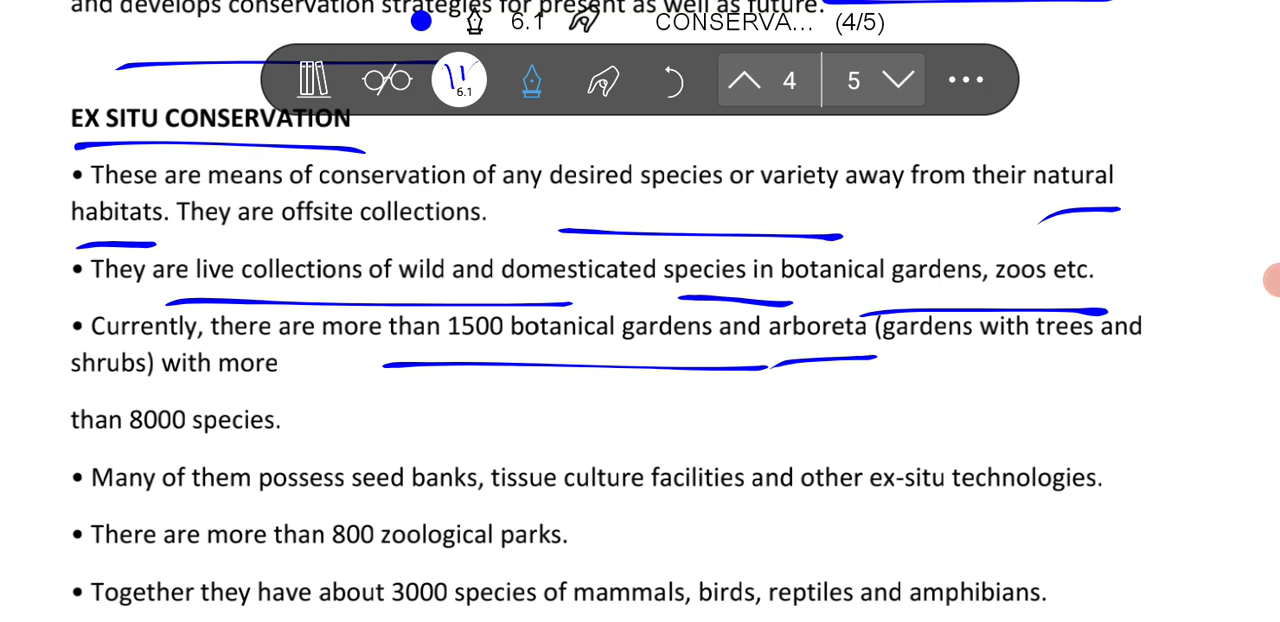 and develops conservation strategies for present as well as future.
6.1 CONSERVA... (4/5)
6.1 4 5
EX SITU CONSERVATION
• These are means of conservation of any desired species or variety away from their natural
habitats. They are offsite collections.
• They are live collections of wild and domesticated species in botanical gardens, zoos etc.
• Currently, there are more than 1500 botanical gardens and arboreta (gardens with trees and
shrubs) with more
than 8000 species.
• Many of them possess seed banks, tissue culture facilities and other ex-situ technologies.
• There are more than 800 zoological parks.
• Together they have about 3000 species of mammals, birds, reptiles and amphibians.